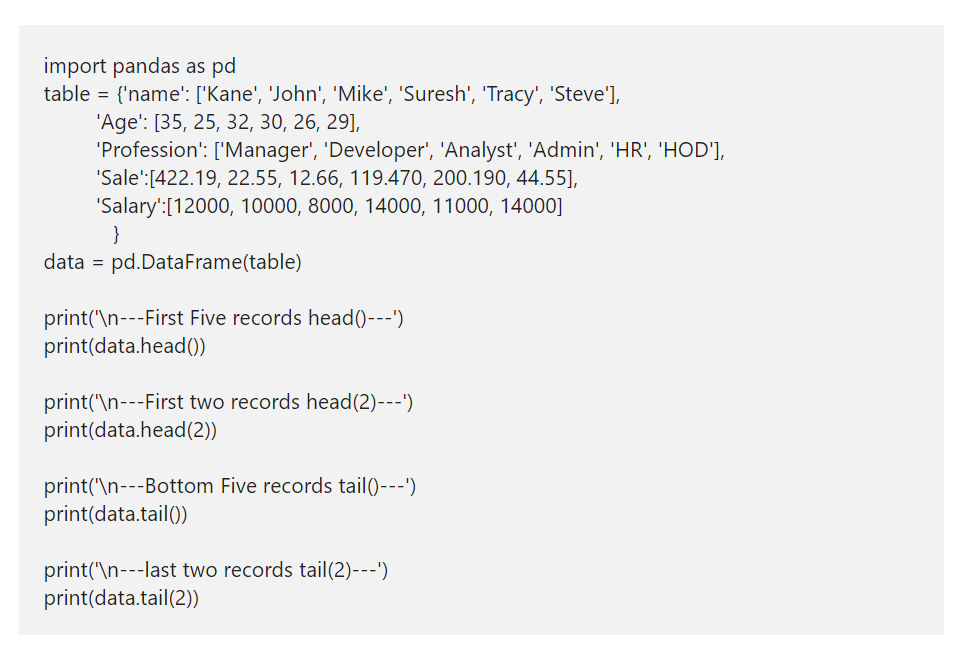 import pandas as pd
table = {'name': ['Kane', 'John', 'Mike', 'Suresh', 'Tracy', 'Steve'],
'Age': [35, 25, 32, 30, 26, 29],
'Profession': ['Manager', 'Developer', 'Analyst', 'Admin', 'HR', 'HOD'],
'Sale':[422.19, 22.55, 12.66, 119.470, 200.190, 44.55],
'Salary':[12000, 10000, 8000, 14000, 11000, 14000]
}
data = pd.DataFrame(table)
print('\n---First Five records head()---')
print(data.head())
print('\n---First two records head(2)---')
print(data.head(2))
print('\n---Bottom Five records tail()---')
print(data.tail())
print('\n---last two records tail(2)---')
print(data.tail(2))